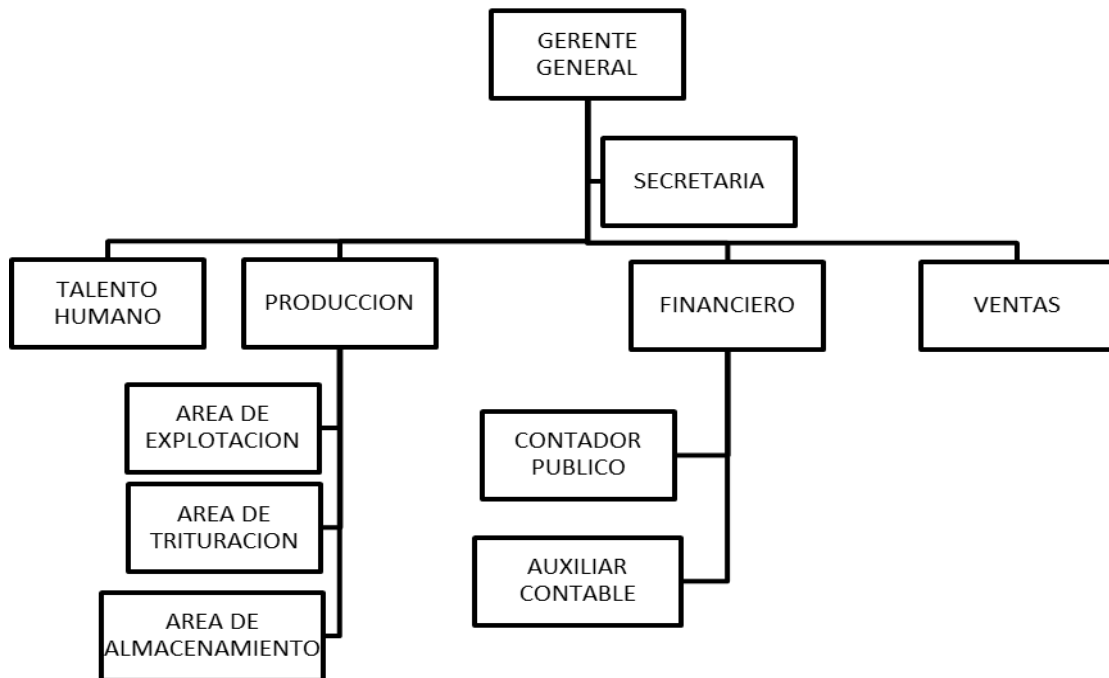 GERENTE
GENERAL
SECRETARIA
TALENTO
HUMANO
PRODUCCION
FINANCIERO
VENTAS
AREA DE
EXPLOTACION
CONTADOR
PUBLICO
AREA DE
TRITURACION
AUXILIAR
CONTABLE
AREA DE
ALMACENAMIENTO